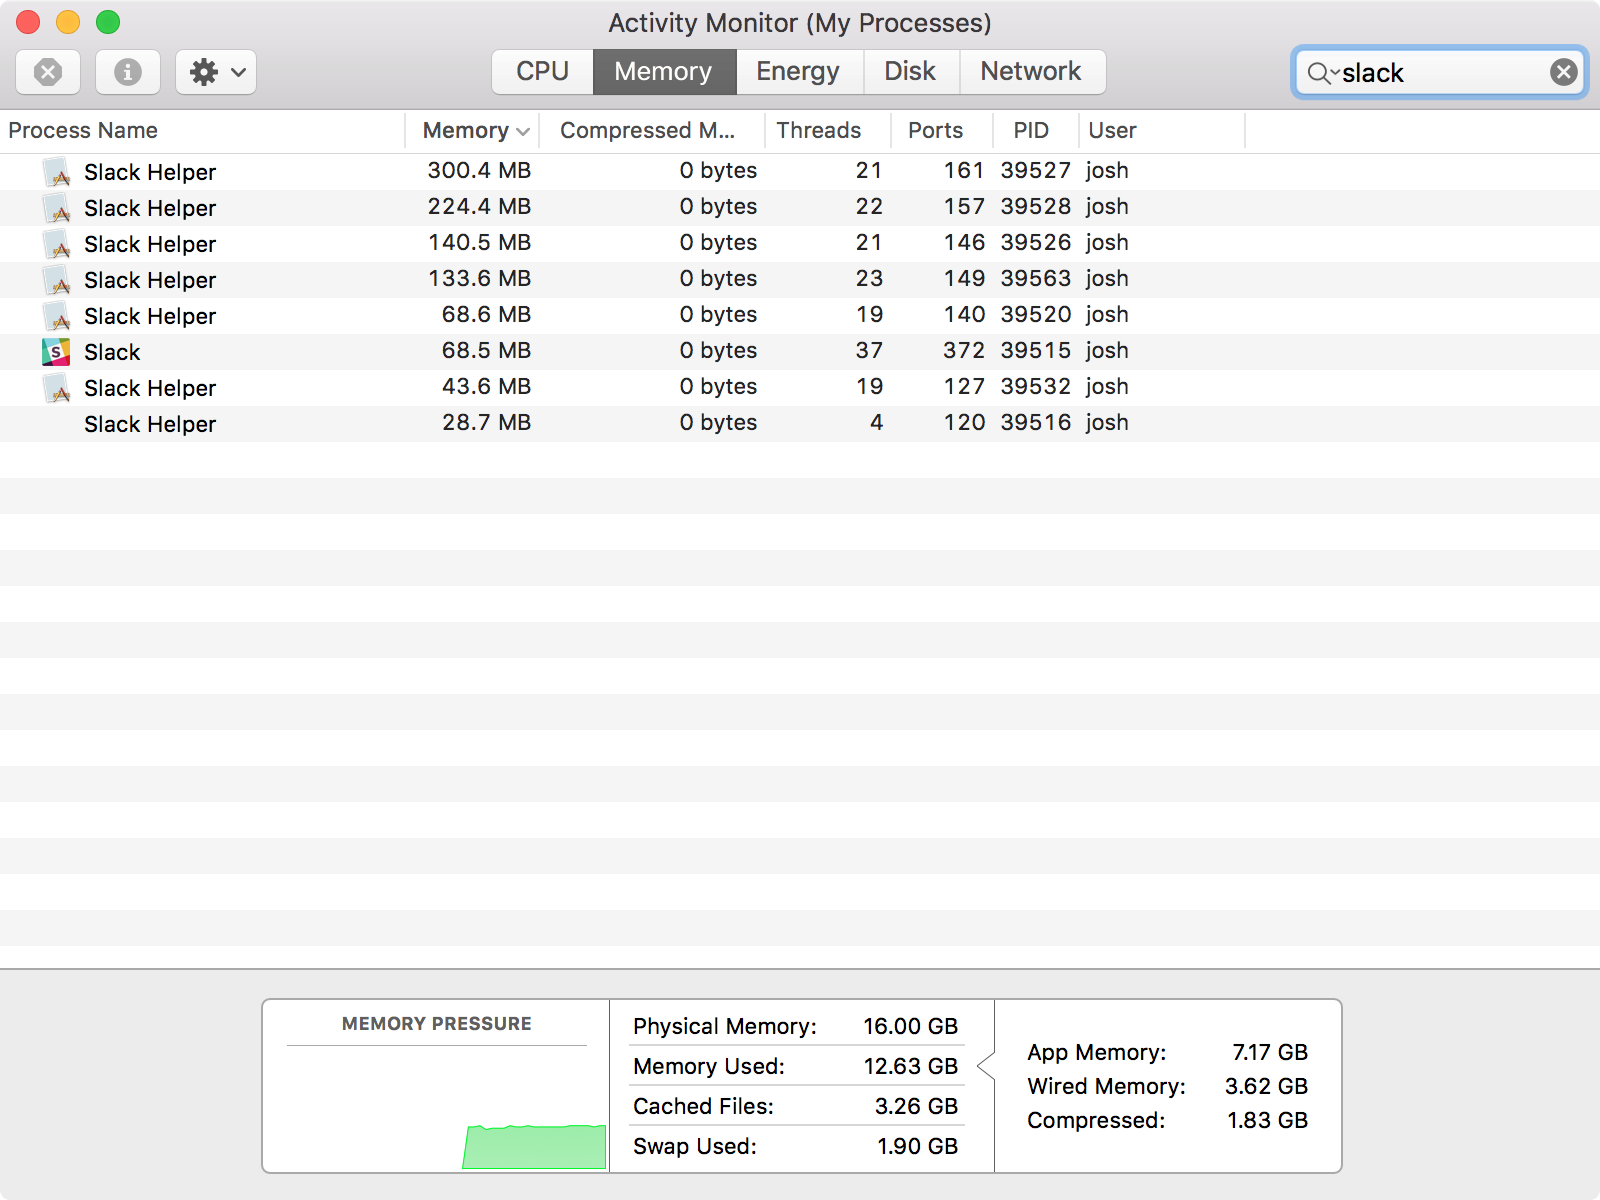 Activity Monitor (My Processes)
CPU Memory Energy Disk Network slack
Process Name Memory Compressed M... Threads Ports PID User
Slack Helper 300.4 MB 0 bytes 21 161 39527 josh
Slack Helper 224.4 MB 0 bytes 22 157 39528 josh
Slack Helper 140.5 MB 0 bytes 21 146 39526 josh
Slack Helper 133.6 MB 0 bytes 23 149 39563 josh
Slack Helper 68.6 MB 0 bytes 19 140 39520 josh
S Slack 68.5 MB 0 bytes 37 372 39515 josh
Slack Helper 43.6 MB 0 bytes 19 127 39532 josh
Slack Helper 28.7 MB 0 bytes 4 120 39516 josh
MEMORY PRESSURE
Physical Memory: 16.00 GB
Memory Used: 12.63 GB
Cached Files: 3.26 GB
Swap Used: 1.90 GB
App Memory: 7.17 GB
Wired Memory: 3.62 GB
Compressed: 1.83 GB